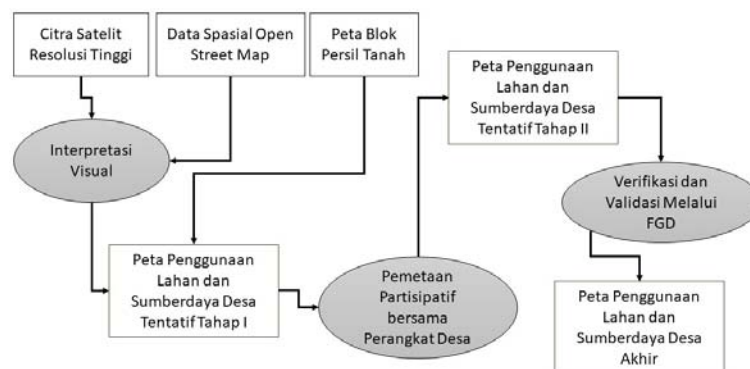 Citra Satelit
Resolusi Tinggi
Data Spasial Open
Street Map
Peta Blok
Persil Tanah
Interpretasi
Visual
Peta Penggunaan
Lahan dan
Sumberdaya Desa
Tentatif Tahap I
Pemetaan
Partisipatif
bersama
Perangkat Desa
Peta Penggunaan
Lahan dan
Sumberdaya Desa
Tentatif Tahap II
Verifikasi dan
Validasi Melalui
FGD
Peta Penggunaan
Lahan dan
Sumberdaya Desa
Akhir